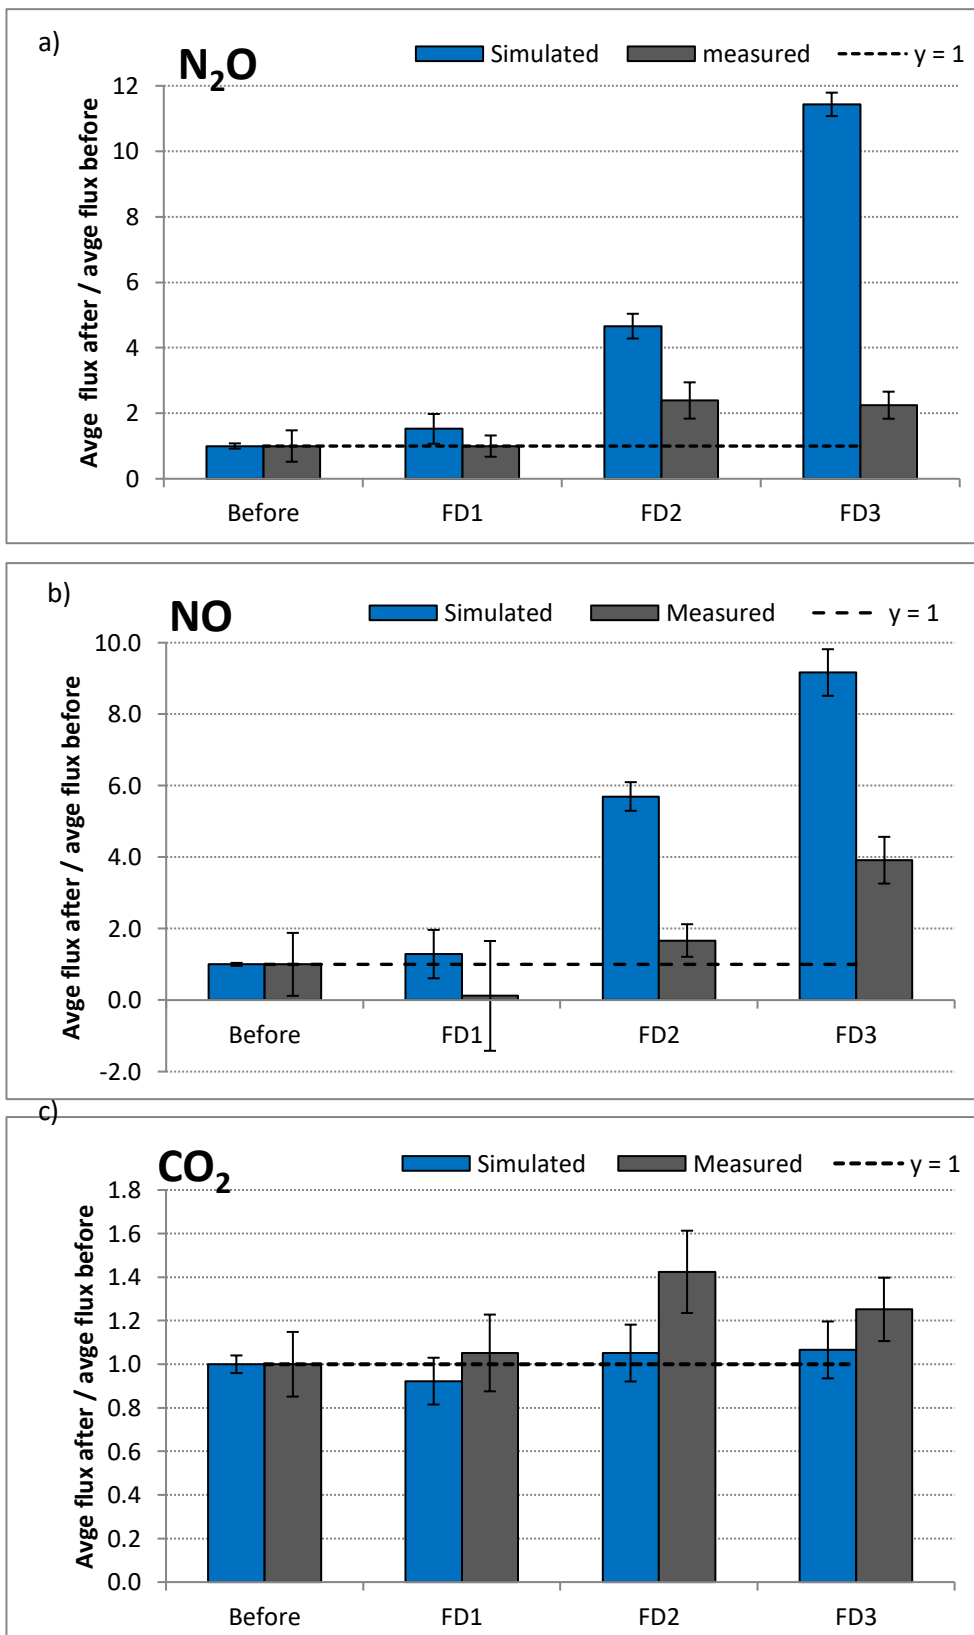 a)
N₂O
Simulated measured y = 1
Avge flux after / avge flux before
12
10
8
6
4
2
0
Before FD1 FD2 FD3
b)
NO
Simulated Measured y = 1
Avge flux after / avge flux before
10.0
8.0
6.0
4.0
2.0
0.0
-2.0
Before FD1 FD2 FD3
c)
CO₂
Simulated Measured y = 1
Avge flux after / avge flux before
1.8
1.6
1.4
1.2
1.0
0.8
0.6
0.4
0.2
0.0
Before FD1 FD2 FD3